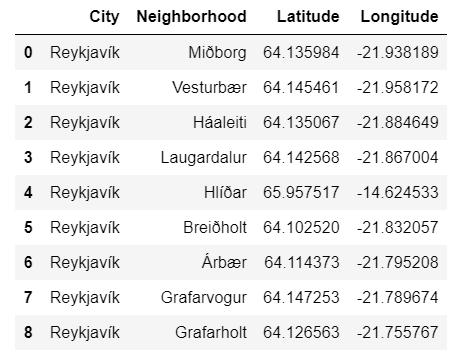 City Neighborhood Latitude Longitude
0 Reykjavík Miðborg 64.135984 -21.938189
1 Reykjavík Vesturbær 64.145461 -21.958172
2 Reykjavík Háaleiti 64.135067 -21.884649
3 Reykjavík Laugardalur 64.142568 -21.867004
4 Reykjavík Hlíðar 65.957517 -14.624533
5 Reykjavík Breiðholt 64.102520 -21.832057
6 Reykjavík Árbær 64.114373 -21.795208
7 Reykjavík Grafarvogur 64.147253 -21.789674
8 Reykjavík Grafarholt 64.126563 -21.755767